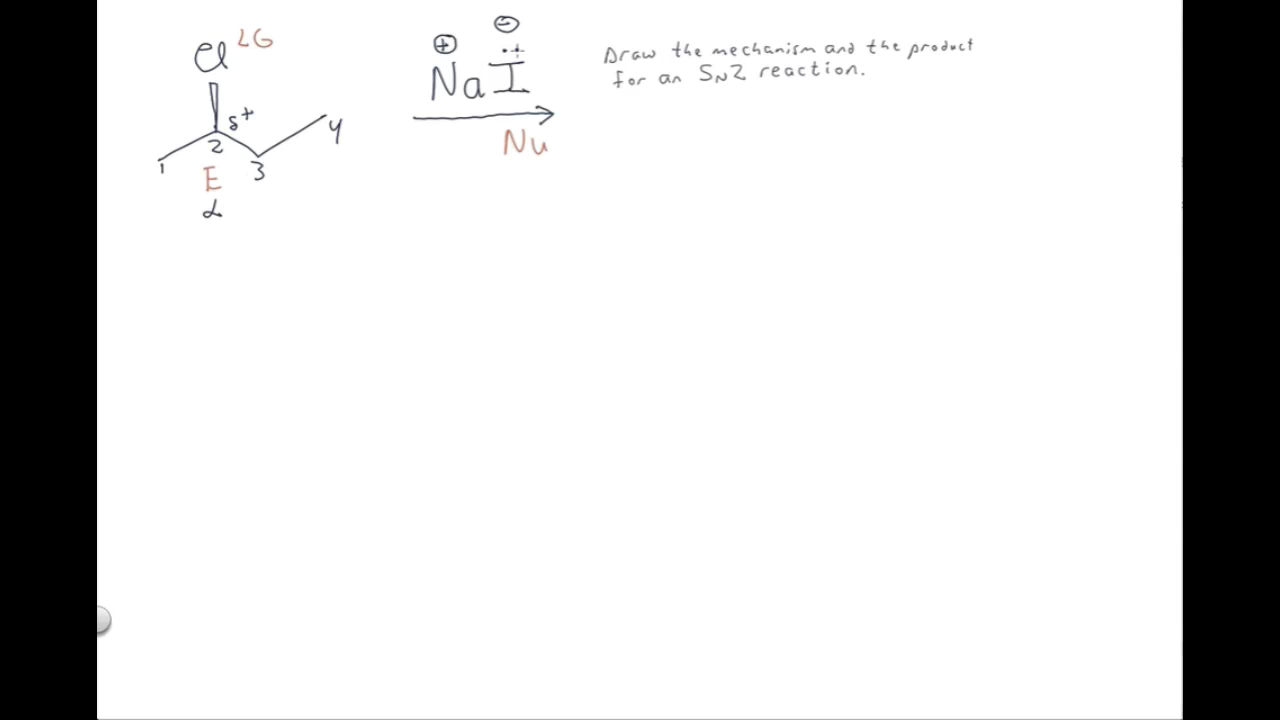 Cl LG
δ+
1 2 3 4
E
α
⊕ ⊖
NaI
Nu
Draw the mechanism and the product
for an SN2 reaction.